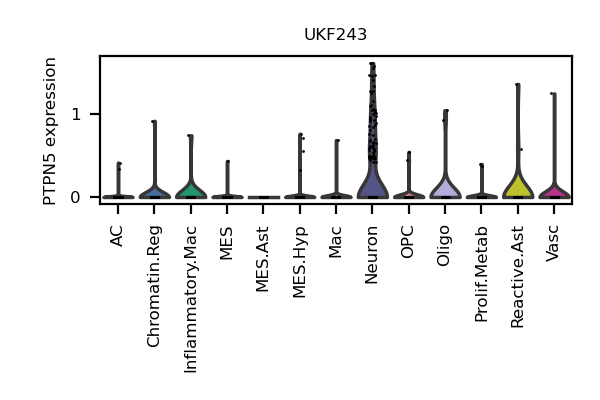 UKF243
PTPN5 expression
1
0
AC
Chromatin.Reg
Inflammatory.Mac
MES
MES.Ast
MES.Hyp
Mac
Neuron
OPC
Oligo
Prolif.Metab
Reactive.Ast
Vasc